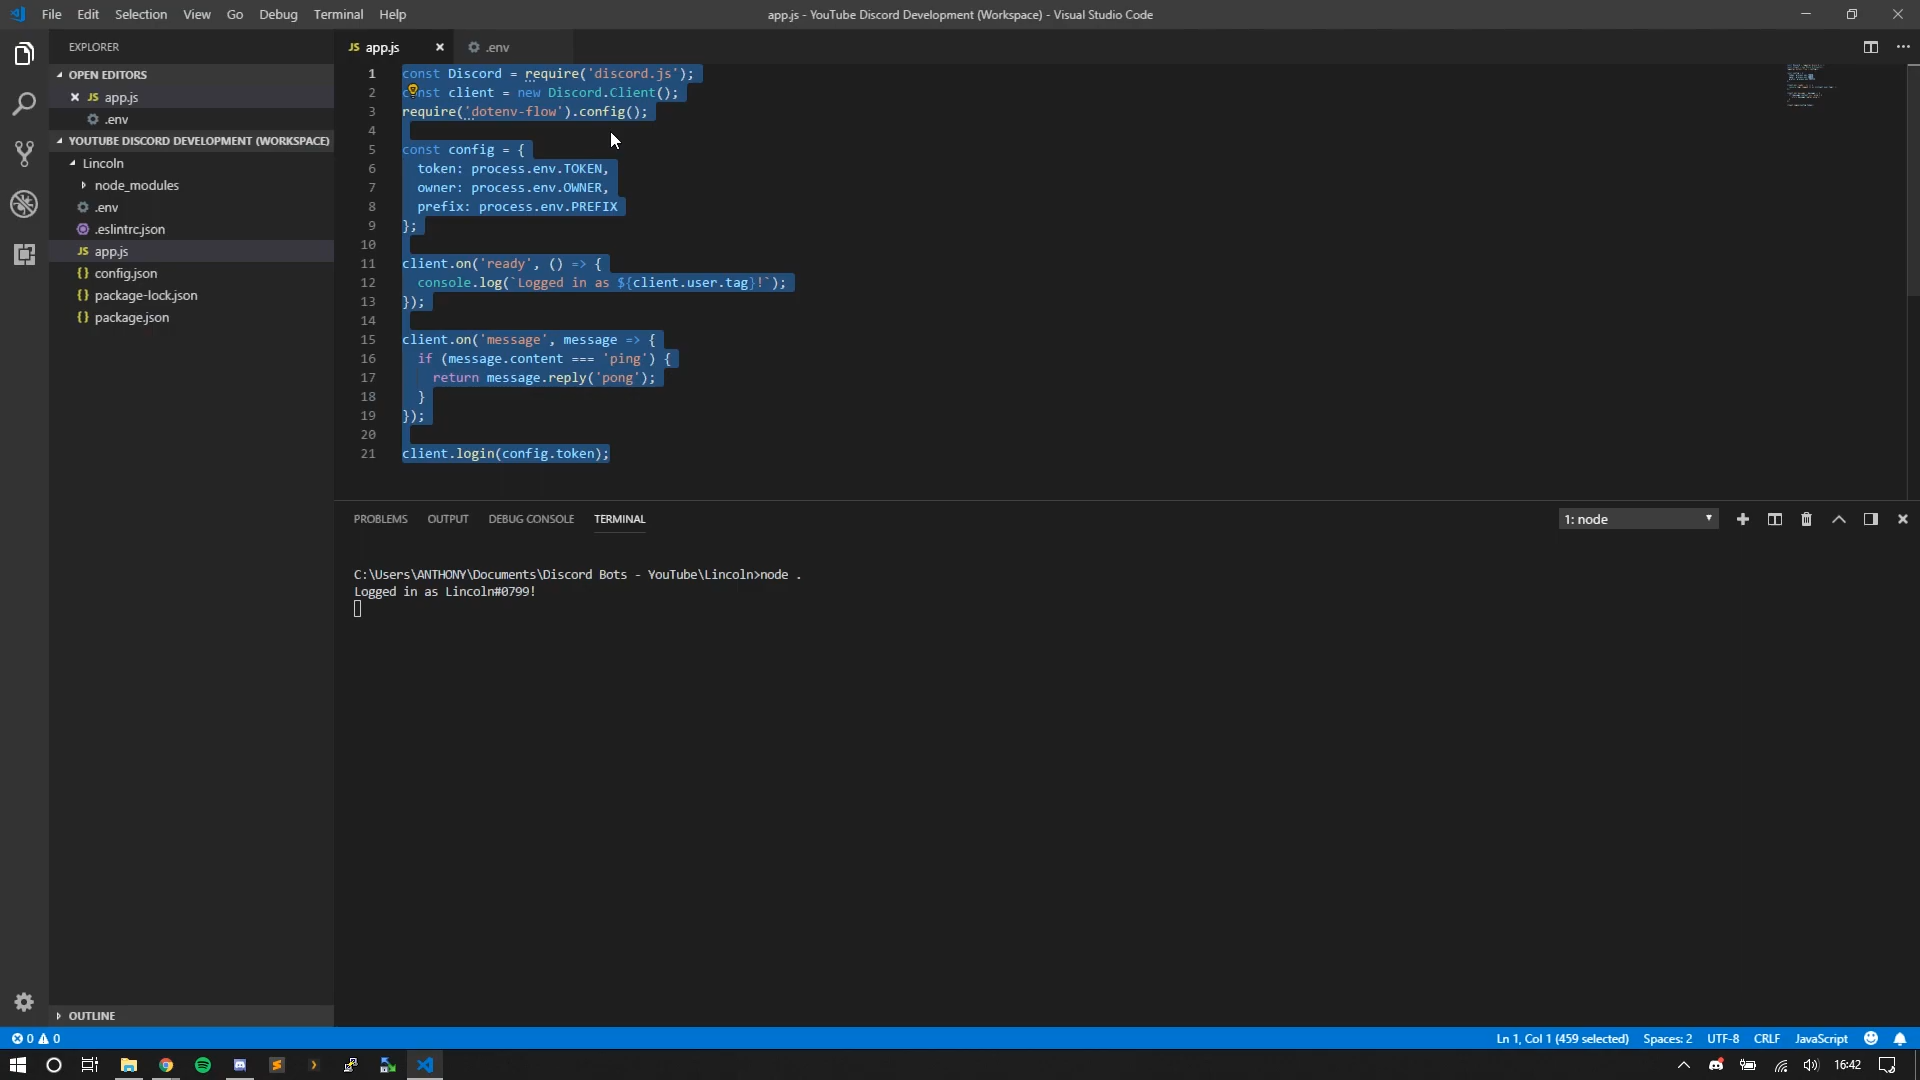 File Edit Selection View Go Debug Terminal Help
app.js - YouTube Discord Development (Workspace) - Visual Studio Code
EXPLORER
OPEN EDITORS
JS app.js
.env
YOUTUBE DISCORD DEVELOPMENT (WORKSPACE)
Lincoln
node_modules
.env
.eslintrc.json
JS app.js
{} config.json
{} package-lock.json
{} package.json
OUTLINE
JS app.js
.env
1 const Discord = require('discord.js');
2 const client = new Discord.Client();
3 require('dotenv-flow').config();
4
5 const config = {
6 token: process.env.TOKEN,
7 owner: process.env.OWNER,
8 prefix: process.env.PREFIX
9 };
10
11 client.on('ready', () => {
12 console.log(`Logged in as ${client.user.tag}!`);
13 });
14
15 client.on('message', message => {
16 if (message.content === 'ping') {
17 return message.reply('pong');
18 }
19 });
20
21 client.login(config.token);
PROBLEMS OUTPUT DEBUG CONSOLE TERMINAL
1: node
C:\Users\ANTHONY\Documents\Discord Bots - YouTube\Lincoln>node .
Logged in as Lincoln#0799!
0 0
Ln 1, Col 1 (459 selected) Spaces: 2 UTF-8 CRLF JavaScript
16:42